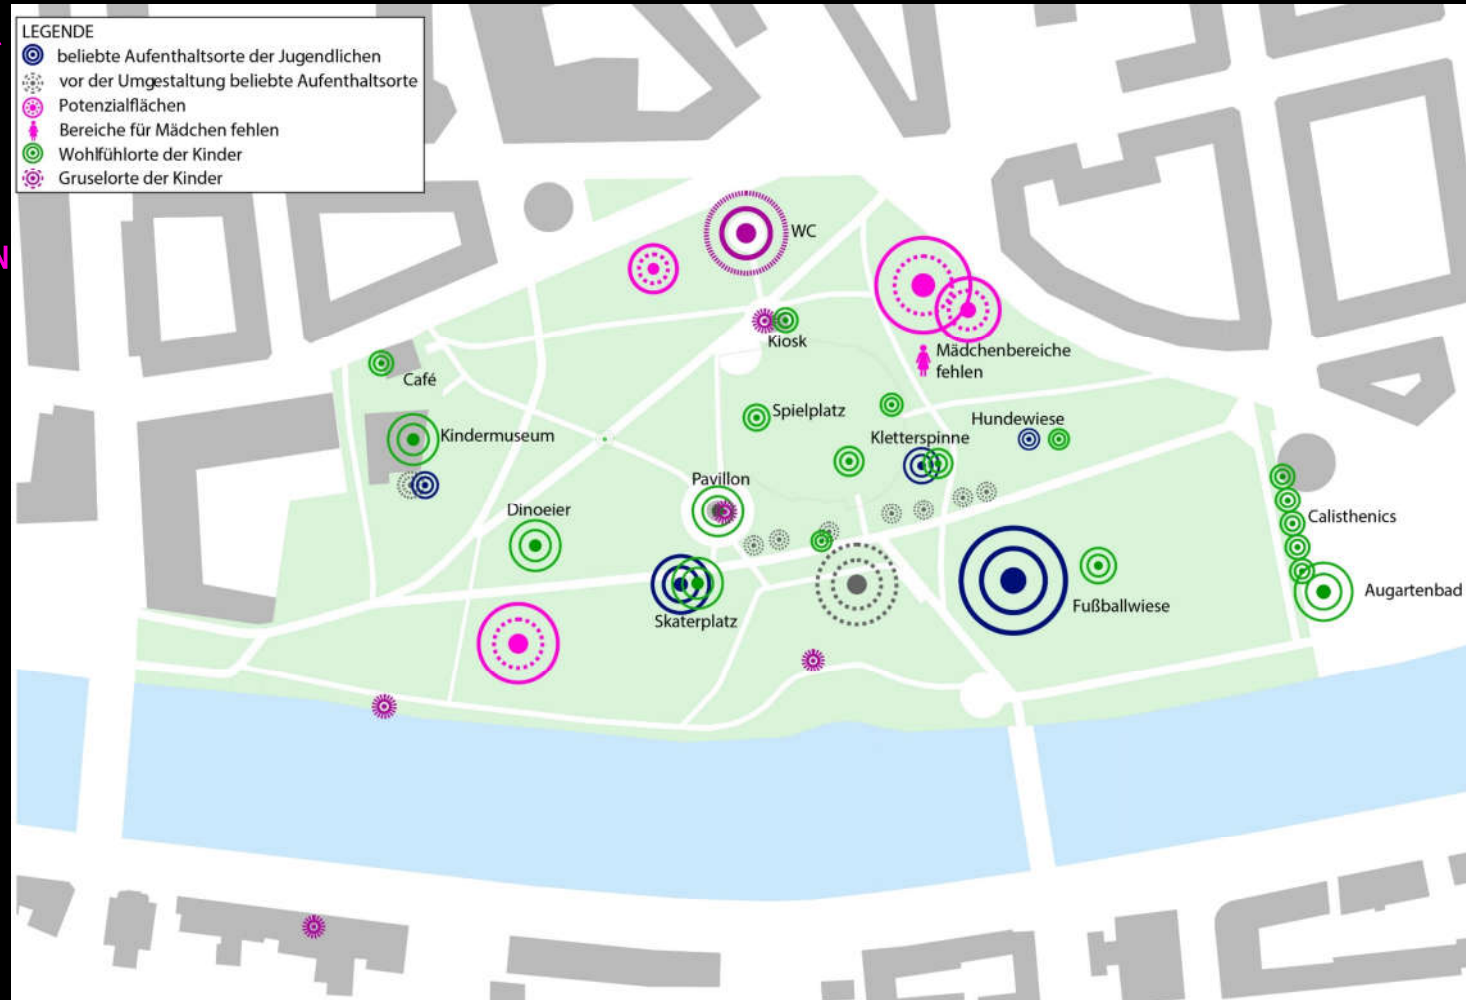 LEGENDE
beliebte Aufenthaltsorte der Jugendlichen
vor der Umgestaltung beliebte Aufenthaltsorte
Potenzialflächen
Bereiche für Mädchen fehlen
Wohlfühlorte der Kinder
Gruselorte der Kinder
WC
N
Kiosk
Mädchenbereiche
fehlen
Café
Spielplatz
Hundewiese
Kindermuseum
Kletterspinne
Pavillon
Dinoeier
Calisthenics
Augartenbad
Fußballwiese
Skaterplatz